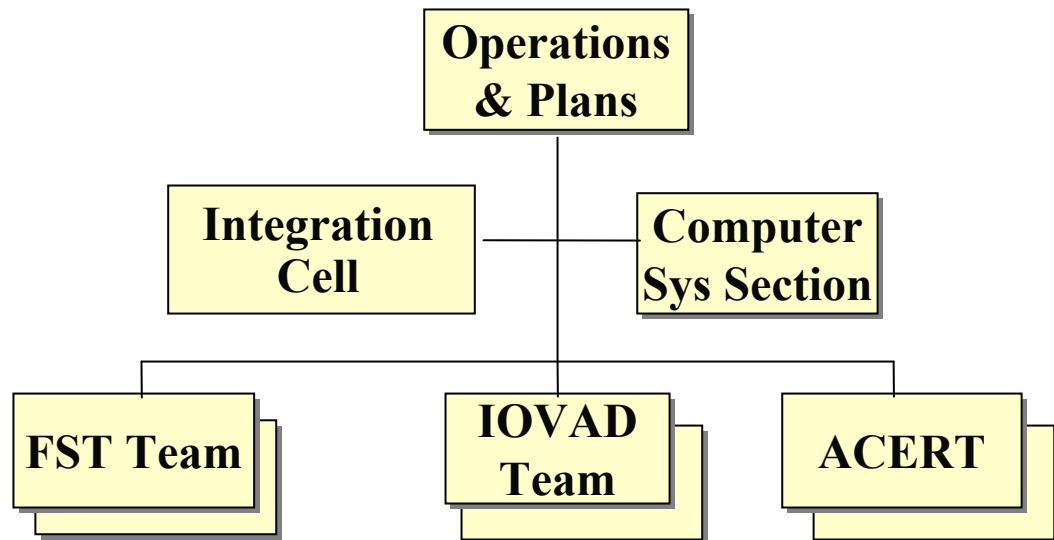 Operations
& Plans
Integration
Cell
Computer
Sys Section
FST Team
IOVAD
Team
ACERT